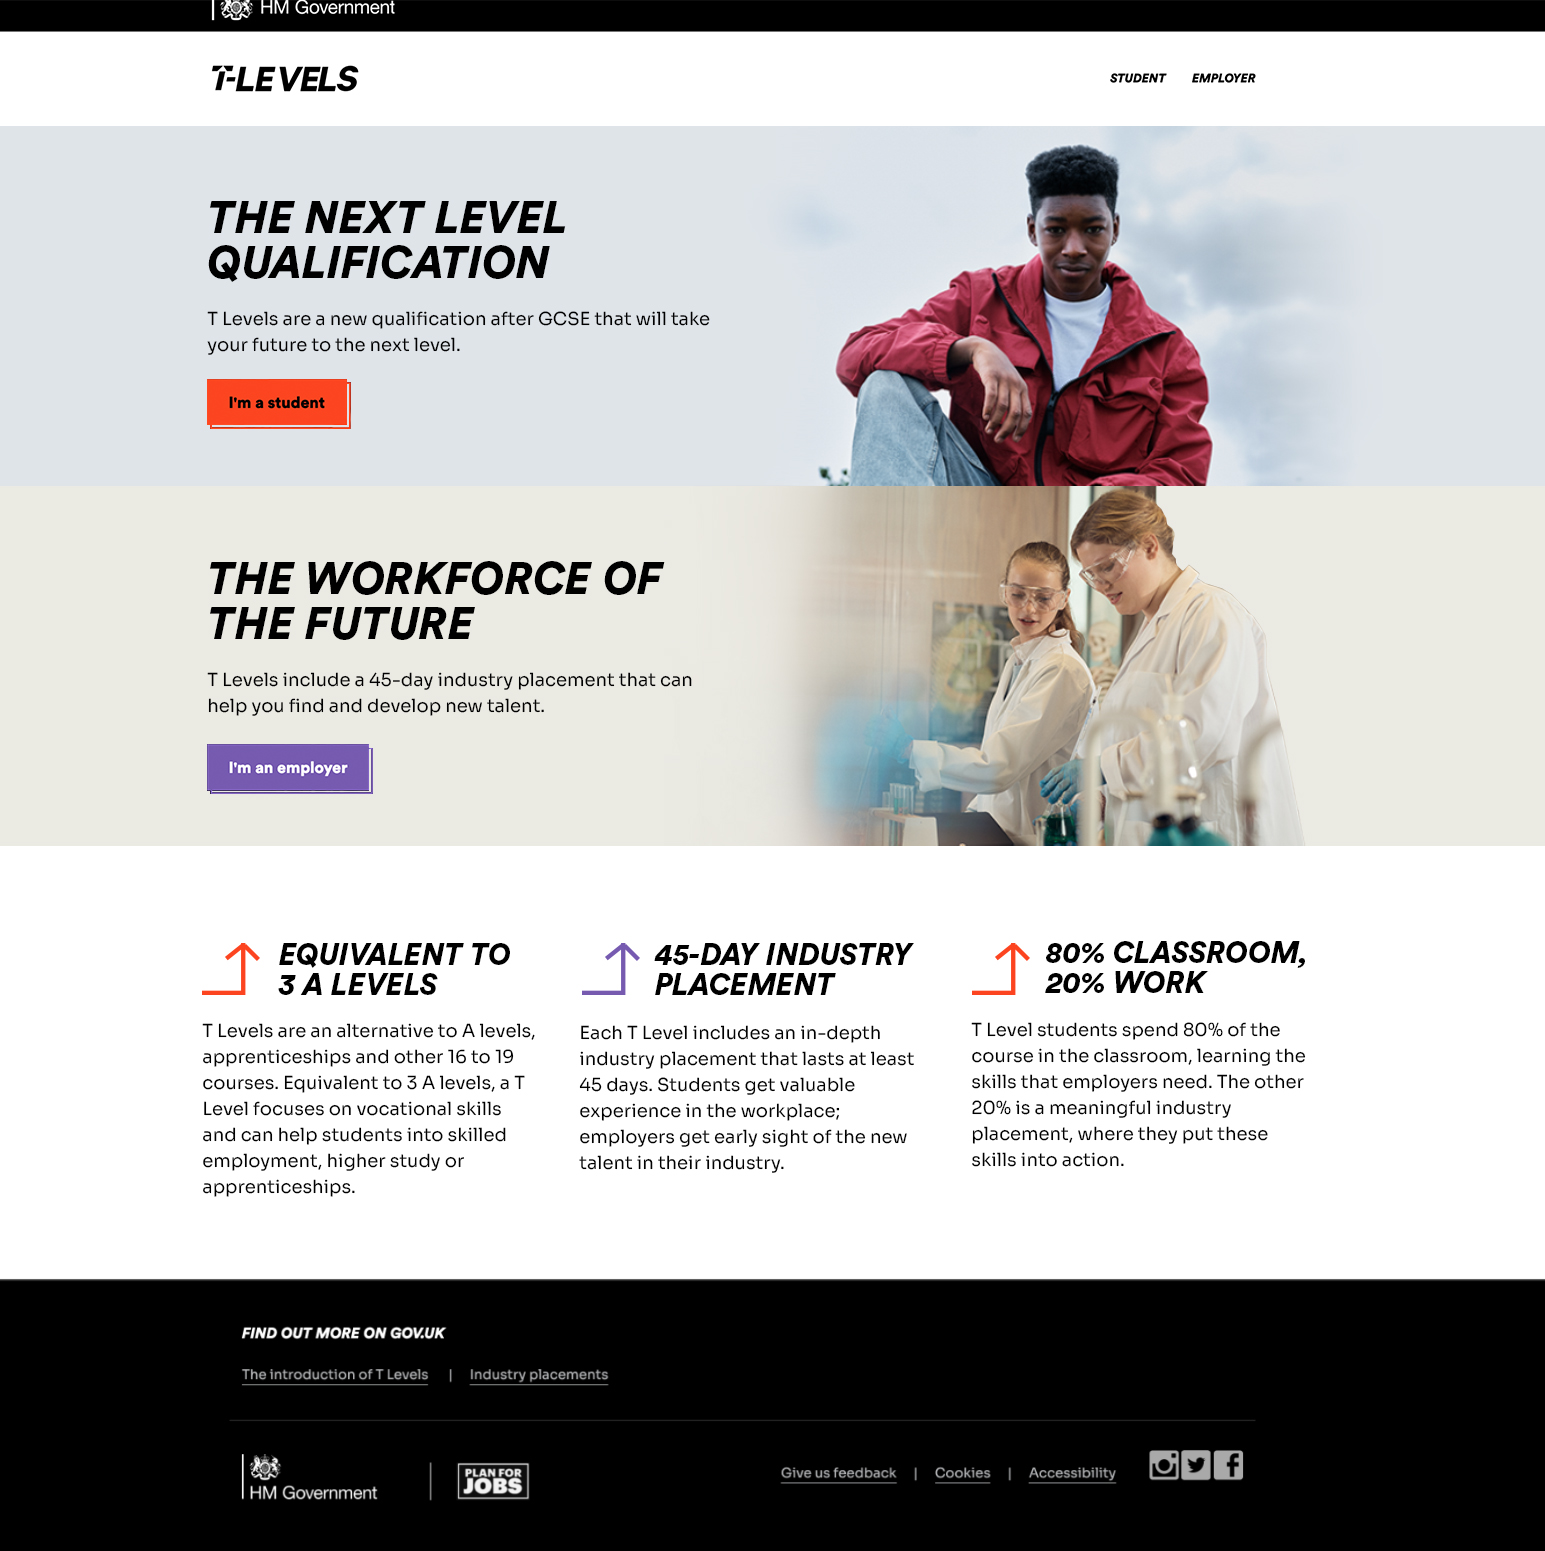 HM Government
T-LEVELS
STUDENT EMPLOYER
THE NEXT LEVEL
QUALIFICATION
T Levels are a new qualification after GCSE that will take
your future to the next level.
I'm a student
THE WORKFORCE OF
THE FUTURE
T Levels include a 45-day industry placement that can
help you find and develop new talent.
I'm an employer
EQUIVALENT TO
3 A LEVELS
T Levels are an alternative to A levels,
apprenticeships and other 16 to 19
courses. Equivalent to 3 A levels, a T
Level focuses on vocational skills
and can help students into skilled
employment, higher study or
apprenticeships.
45-DAY INDUSTRY
PLACEMENT
Each T Level includes an in-depth
industry placement that lasts at least
45 days. Students get valuable
experience in the workplace;
employers get early sight of the new
talent in their industry.
80% CLASSROOM,
20% WORK
T Level students spend 80% of the
course in the classroom, learning the
skills that employers need. The other
20% is a meaningful industry
placement, where they put these
skills into action.
FIND OUT MORE ON GOV.UK
The introduction of T Levels | Industry placements
HM Government
PLAN FOR
JOBS
Give us feedback | Cookies | Accessibility